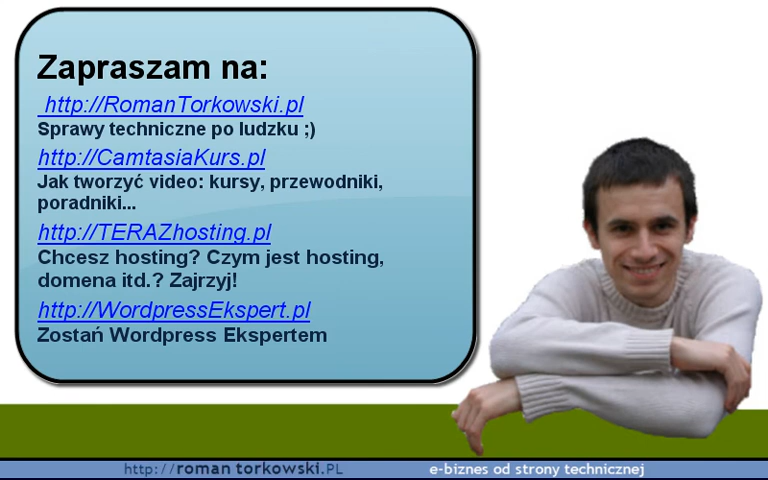 Zapraszam na:
http://RomanTorkowski.pl
Sprawy techniczne po ludzku ;)
http://CamtasiaKurs.pl
Jak tworzyć video: kursy, przewodniki,
poradniki...
http://TERAZhosting.pl
Chcesz hosting? Czym jest hosting,
domena itd.? Zajrzyj!
http://WordpressEkspert.pl
Zostań Wordpress Ekspertem
http://roman torkowski.PL e-biznes od strony technicznej